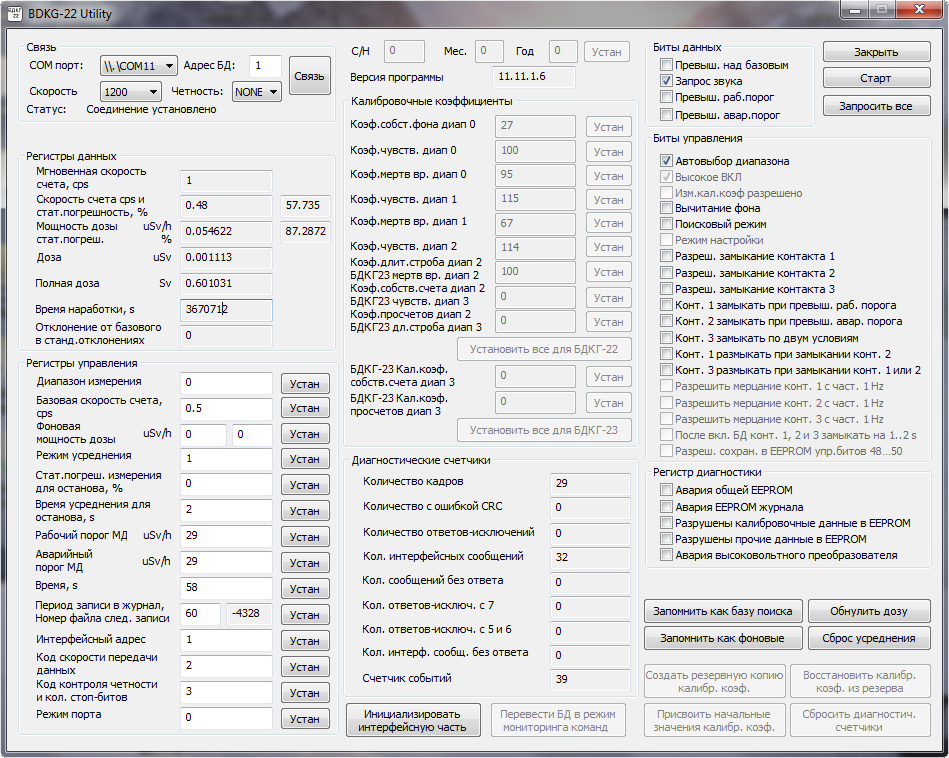 БДКГ 22 BDKG-22 Utility
Связь
COM порт: \\.\COM11 Адрес БД: 1 Связь
Скорость 1200 Четность: NONE
Статус: Соединение установлено
Регистры данных
Мгновенная скорость
счета, cps 1
Скорость счета cps и
стат.погрешность, % 0.48 57.735
Мощность дозы uSv/h
стат.погреш. % 0.054622 87.2872
Доза uSv 0.001113
Полная доза Sv 0.601031
Время наработки, s 3670712
Отклонение от базового
в станд.отклонениях 0
Регистры управления
Диапазон измерения 0 Устан
Базовая скорость счета,
cps 0.5 Устан
Фоновая
мощность дозы uSv/h 0 0 Устан
Режим усреднения 1 Устан
Стат.погреш. измерения
для останова, % 0 Устан
Время усреднения для
останова, s 2 Устан
Рабочий порог МД uSv/h 29 Устан
Аварийный
порог МД uSv/h 29 Устан
Время, s 58 Устан
Период записи в журнал,
Номер файла след. записи 60 -4328 Устан
Интерфейсный адрес 1 Устан
Код скорости передачи
данных 2 Устан
Код контроля четности
и кол. стоп-битов 3 Устан
Режим порта 0 Устан
С/Н 0 Мес. 0 Год 0 Устан
Версия программы 11.11.1.6
Калибровочные коэффициенты
Коэф.собст.фона диап 0 27 Устан
Коэф.чувств. диап 0 100 Устан
Коэф.мертв вр. диап 0 95 Устан
Коэф.чувств. диап 1 115 Устан
Коэф.мертв вр. диап 1 67 Устан
Коэф.чувств. диап 2 114 Устан
Коэф.длит.строба диап 2
БДКГ23 мертв вр. диап 2 100 Устан
Коэф.собств.счета диап 2
БДКГ23 чувств. диап 3 0 Устан
Коэф.просчетов диап 2
БДКГ23 дл.строба диап 3 0 Устан
Установить все для БДКГ-22
БДКГ-23 Кал.коэф.
собств.счета диап 3 0 Устан
БДКГ-23 Кал.коэф.
просчетов диап 3 0 Устан
Установить все для БДКГ-23
Диагностические счетчики
Количество кадров 29
Количество с ошибкой CRC 0
Количество ответов-исключений 0
Кол. интерфейсных сообщений 32
Кол. сообщений без ответа 0
Кол. ответов-исключ. с 7 0
Кол. ответов-исключ. с 5 и 6 0
Кол. интерф. сообщ. без ответа 0
Счетчик событий 39
Инициализировать
интерфейсную часть
Перевести БД в режим
мониторинга команд
Биты данных
Превыш. над базовым
Запрос звука
Превыш. раб.порог
Превыш. авар.порог
Закрыть
Старт
Запросить все
Биты управления
Автовыбор диапазона
Высокое ВКЛ
Изм.кал.коэф разрешено
Вычитание фона
Поисковый режим
Режим настройки
Разреш. замыкание контакта 1
Разреш. замыкание контакта 2
Разреш. замыкание контакта 3
Конт. 1 замыкать при превыш. раб. порога
Конт. 2 замыкать при превыш. авар. порога
Конт. 3 замыкать по двум условиям
Конт. 1 размыкать при замыкании конт. 2
Конт. 3 размыкать при замыкании конт. 1 или 2
Разрешить мерцание конт. 1 с част. 1 Hz
Разрешить мерцание конт. 2 с част. 1 Hz
Разрешить мерцание конт. 3 с част. 1 Hz
После вкл. БД конт. 1, 2 и 3 замыкать на 1..2 s
Разреш. сохран. в EEPROM упр.битов 48...50
Регистр диагностики
Авария общей EEPROM
Авария EEPROM журнала
Разрушены калибровочные данные в EEPROM
Разрушены прочие данные в EEPROM
Авария высоковольтного преобразователя
Запомнить как базу поиска Обнулить дозу
Запомнить как фоновые Сброс усреднения
Создать резервную копию
калибр. коэф.
Восстановить калибр.
коэф. из резерва
Присвоить начальные
значения калибр. коэф.
Сбросить диагностич.
счетчики